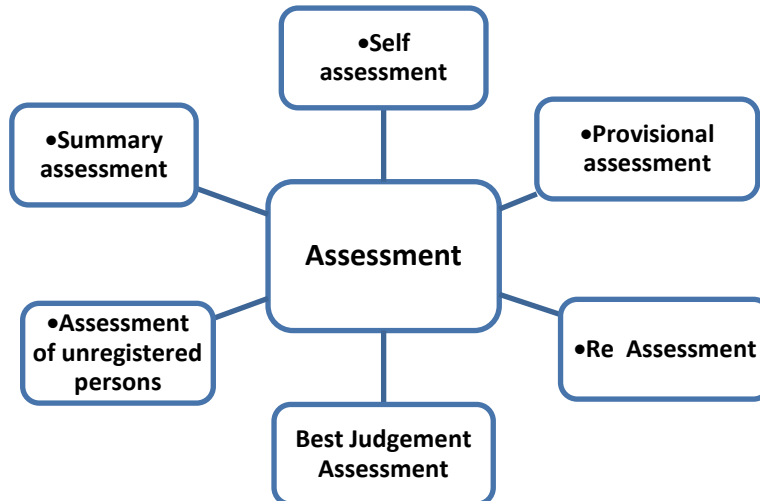 •Self
assessment
•Summary
assessment
•Provisional
assessment
Assessment
•Assessment
of unregistered
persons
•Re  Assessment
Best Judgement
Assessment